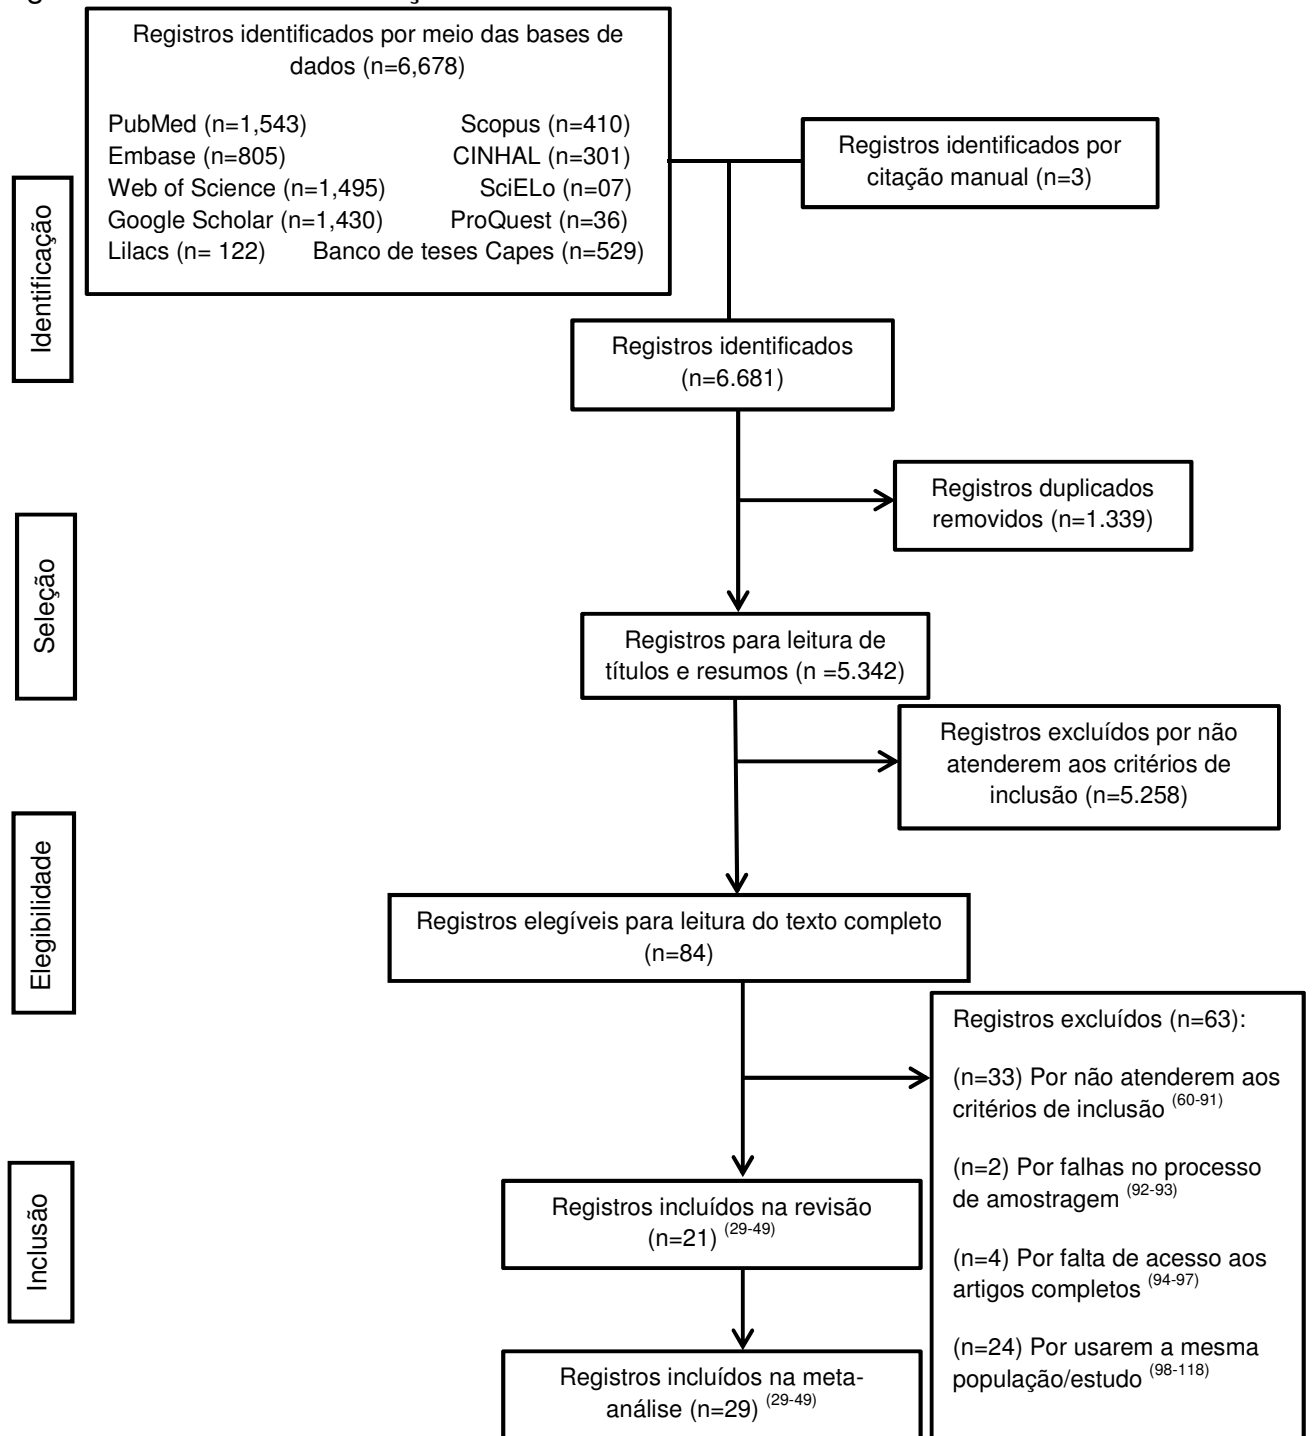 Registros identificados por meio das bases de
dados (n=6,678)
PubMed (n=1,543) Scopus (n=410)
Embase (n=805) CINHAL (n=301)
Web of Science (n=1,495) SciELo (n=07)
Google Scholar (n=1,430) ProQuest (n=36)
Lilacs (n= 122) Banco de teses Capes (n=529)
Registros identificados por
citação manual (n=3)
Identificação
Registros identificados
(n=6.681)
Registros duplicados
removidos (n=1.339)
Seleção
Registros para leitura de
títulos e resumos (n =5.342)
Registros excluídos por não
atenderem aos critérios de
inclusão (n=5.258)
Elegibilidade
Registros elegíveis para leitura do texto completo
(n=84)
Registros excluídos (n=63):
(n=33) Por não atenderem aos
critérios de inclusão (60-91)
(n=2) Por falhas no processo
de amostragem (92-93)
(n=4) Por falta de acesso aos
artigos completos (94-97)
(n=24) Por usarem a mesma
população/estudo (98-118)
Inclusão
Registros incluídos na revisão
(n=21) (29-49)
Registros incluídos na meta-
análise (n=29) (29-49)